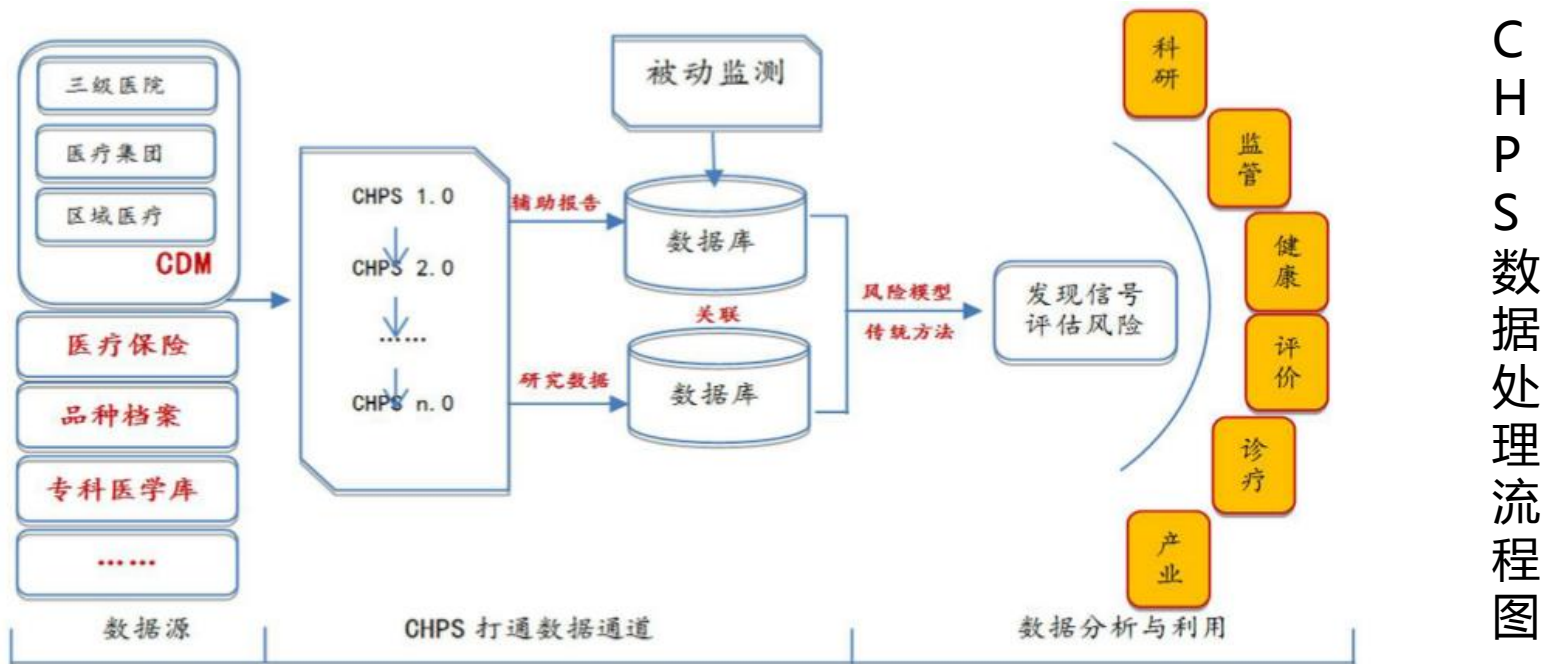 三级医院
医疗集团
区域医疗
CDM
医疗保险
品种档案
专科医学库
……
CHPS 1.0
CHPS 2.0
……
CHPS n.0
辅助报告
研究数据
被动监测
数据库
关联
数据库
风险模型
传统方法
发现信号
评估风险
科研
监管
健康
评价
诊疗
产业
数据源
CHPS 打通数据通道
数据分析与利用
CHPS数据处理流程图